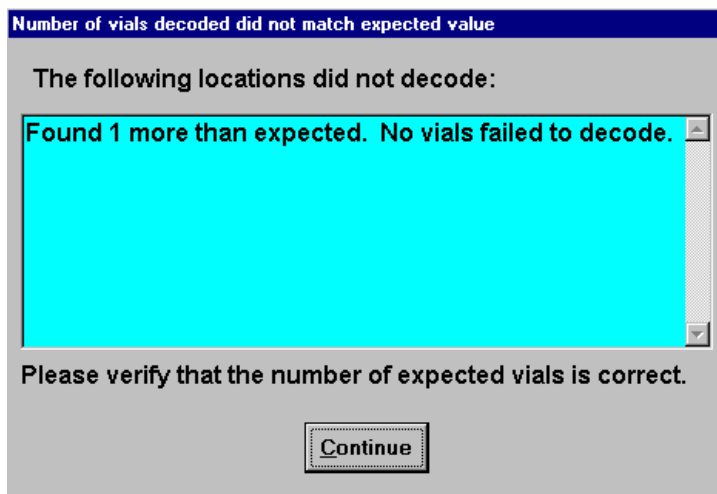 Number of vials decoded did not match expected value
The following locations did not decode:
Found 1 more than expected.  No vials failed to decode.
Please verify that the number of expected vials is correct.
Continue